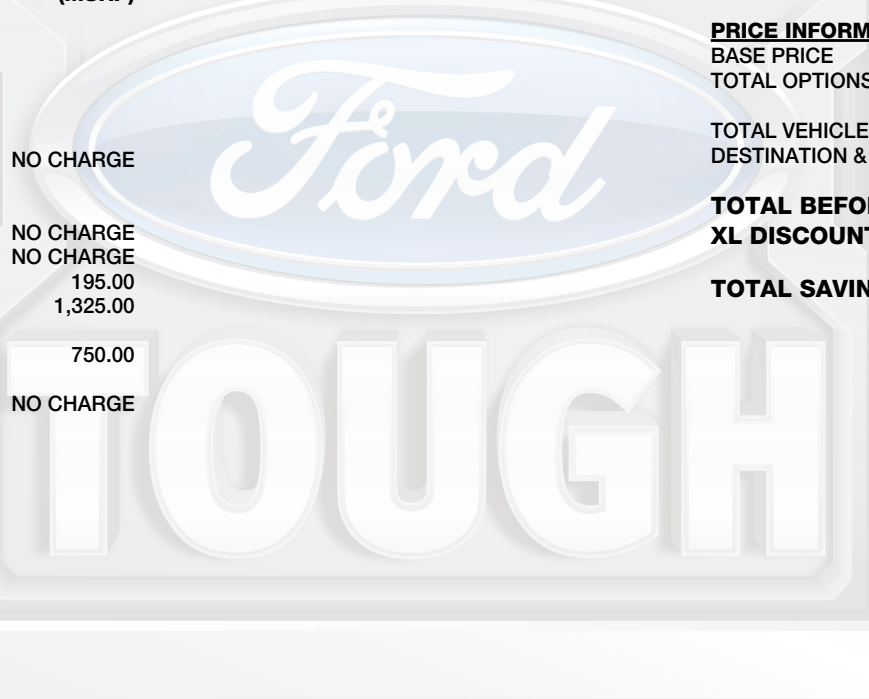 (MSRP)
NO CHARGE
NO CHARGE
NO CHARGE
195.00
1,325.00
750.00
NO CHARGE
PRICE INFORM
BASE PRICE
TOTAL OPTIONS
TOTAL VEHICLE
DESTINATION &
TOTAL BEFO
XL DISCOUNT
TOTAL SAVIN
Ford
TOUGH